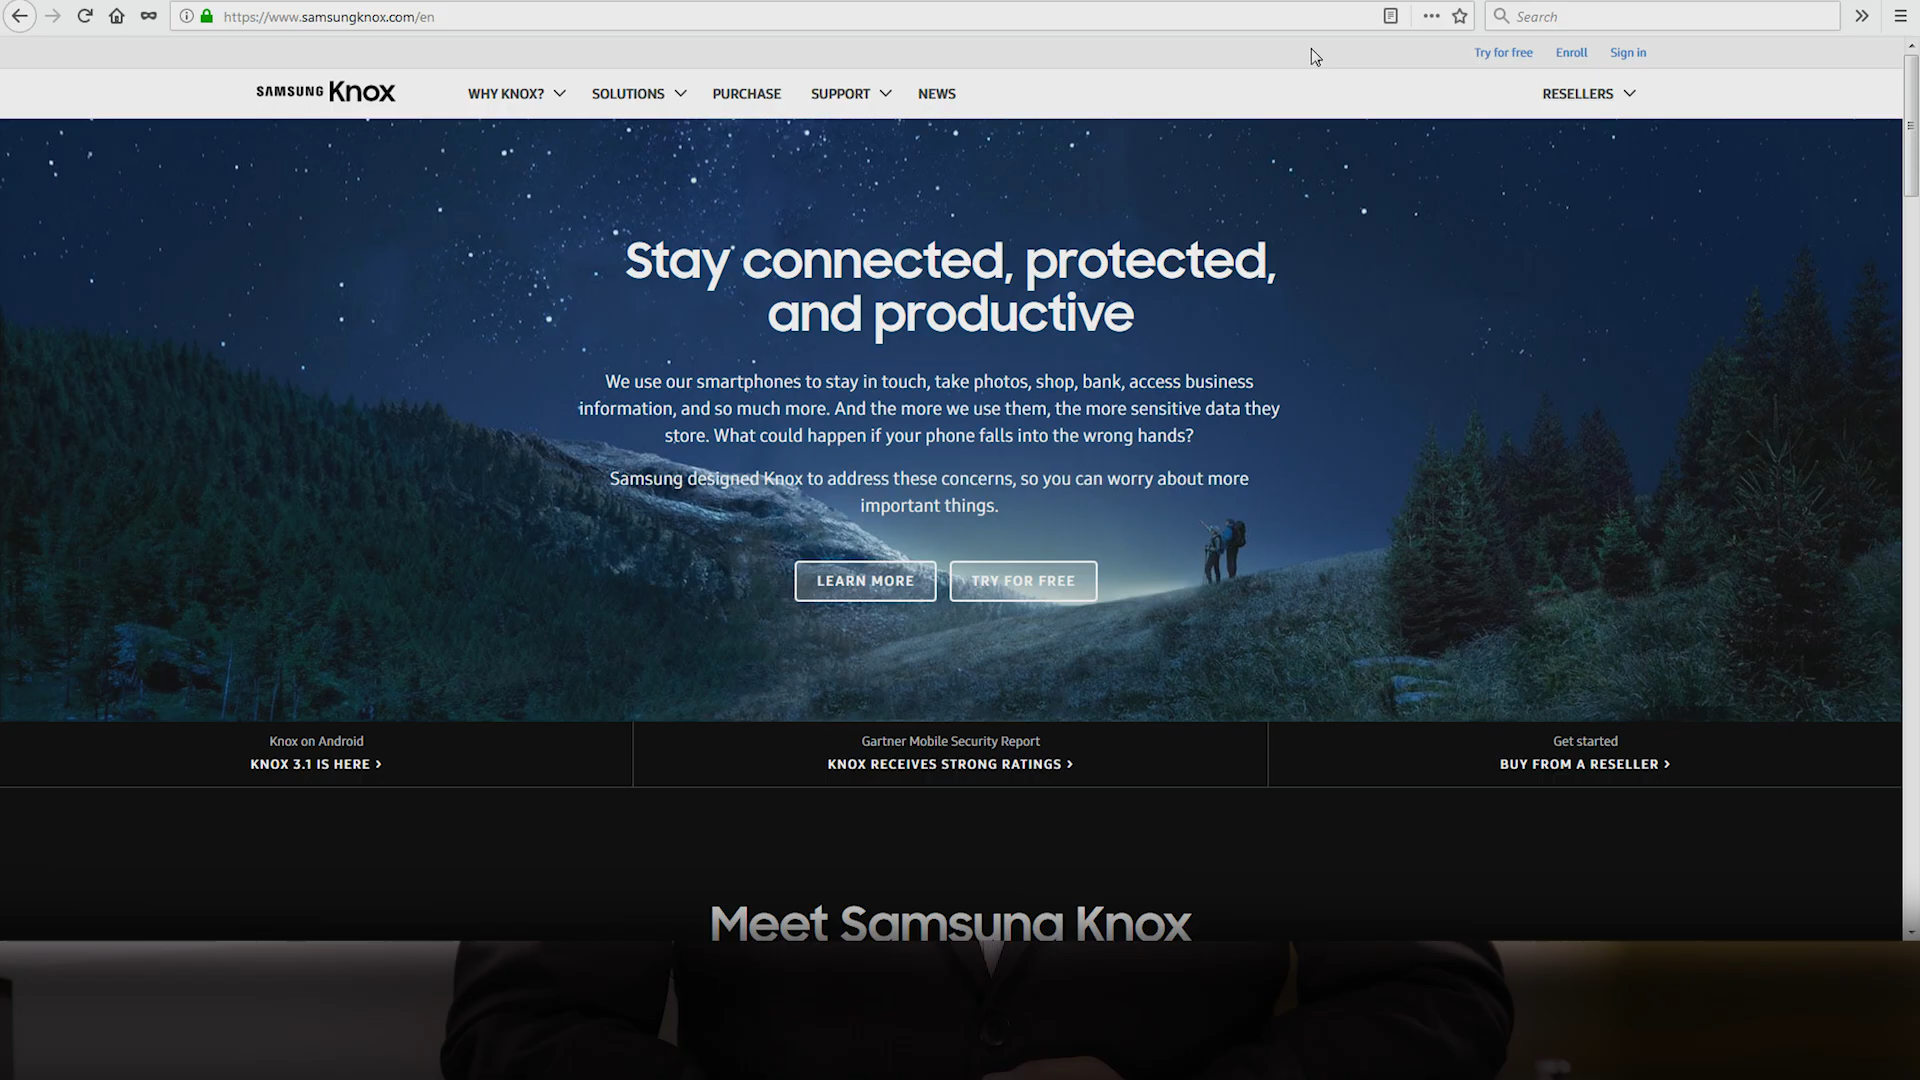 https://www.samsungknox.com/en
Search
Try for free Enroll Sign in
SAMSUNG Knox
WHY KNOX? SOLUTIONS PURCHASE SUPPORT NEWS RESELLERS
Stay connected, protected,
and productive
We use our smartphones to stay in touch, take photos, shop, bank, access business
information, and so much more. And the more we use them, the more sensitive data they
store. What could happen if your phone falls into the wrong hands?
Samsung designed Knox to address these concerns, so you can worry about more
important things.
LEARN MORE TRY FOR FREE
Knox on Android
KNOX 3.1 IS HERE >
Gartner Mobile Security Report
KNOX RECEIVES STRONG RATINGS >
Get started
BUY FROM A RESELLER >
Meet Samsung Knox